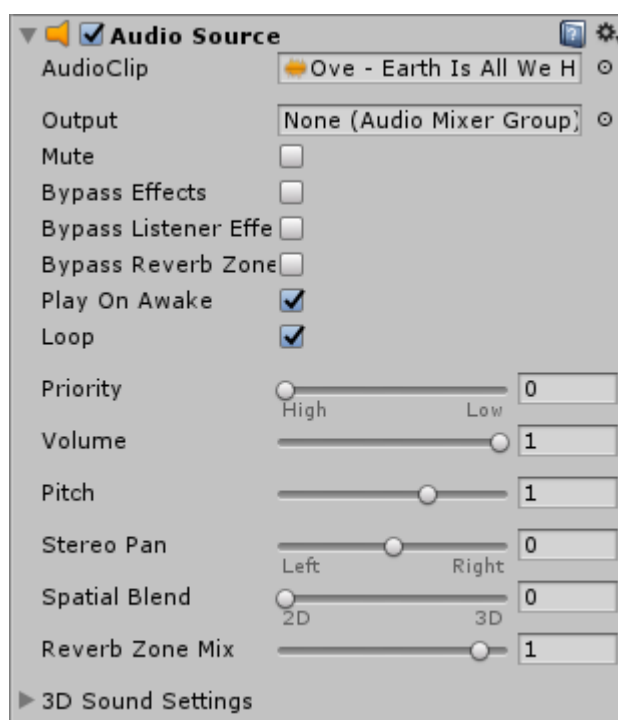 Audio Source
AudioClip Ove - Earth Is All We H
Output None (Audio Mixer Group)
Mute
Bypass Effects
Bypass Listener Effe
Bypass Reverb Zone
Play On Awake
Loop
Priority 0
High Low
Volume 1
Pitch 1
Stereo Pan 0
Left Right
Spatial Blend 0
2D 3D
Reverb Zone Mix 1
3D Sound Settings